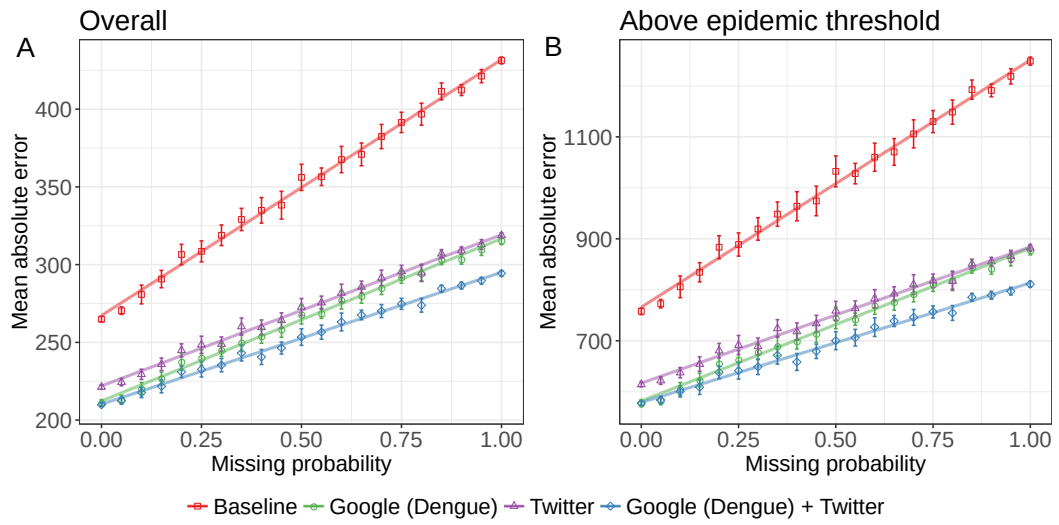 Overall
Above epidemic threshold
A
B
Mean absolute error
400
350
300
250
200
0.00 0.25 0.50 0.75 1.00
Missing probability
Mean absolute error
1100
900
700
0.00 0.25 0.50 0.75 1.00
Missing probability
Baseline Google (Dengue) Twitter Google (Dengue) + Twitter